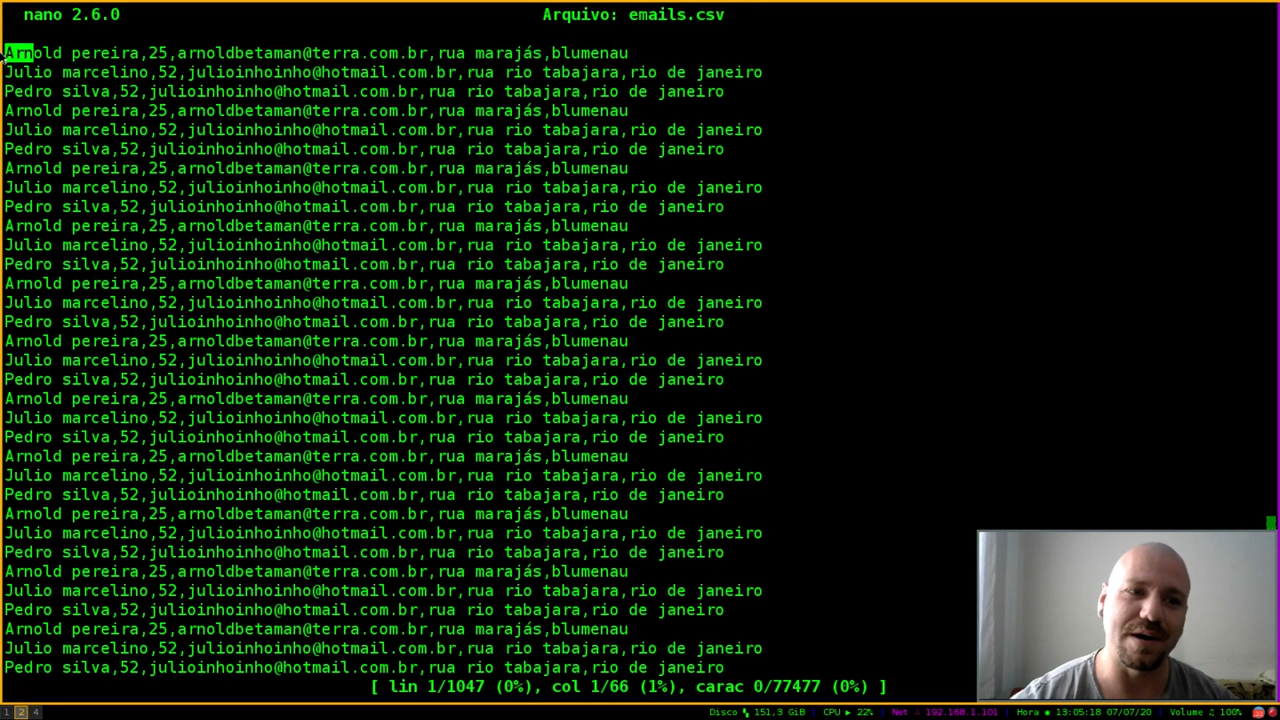 nano 2.6.0 Arquivo: emails.csv
Arnold pereira,25,arnoldbetaman@terra.com.br,rua marajás,blumenau
Julio marcelino,52,julioinhoinho@hotmail.com.br,rua rio tabajara,rio de janeiro
Pedro silva,52,julioinhoinho@hotmail.com.br,rua rio tabajara,rio de janeiro
Arnold pereira,25,arnoldbetaman@terra.com.br,rua marajás,blumenau
Julio marcelino,52,julioinhoinho@hotmail.com.br,rua rio tabajara,rio de janeiro
Pedro silva,52,julioinhoinho@hotmail.com.br,rua rio tabajara,rio de janeiro
Arnold pereira,25,arnoldbetaman@terra.com.br,rua marajás,blumenau
Julio marcelino,52,julioinhoinho@hotmail.com.br,rua rio tabajara,rio de janeiro
Pedro silva,52,julioinhoinho@hotmail.com.br,rua rio tabajara,rio de janeiro
Arnold pereira,25,arnoldbetaman@terra.com.br,rua marajás,blumenau
Julio marcelino,52,julioinhoinho@hotmail.com.br,rua rio tabajara,rio de janeiro
Pedro silva,52,julioinhoinho@hotmail.com.br,rua rio tabajara,rio de janeiro
Arnold pereira,25,arnoldbetaman@terra.com.br,rua marajás,blumenau
Julio marcelino,52,julioinhoinho@hotmail.com.br,rua rio tabajara,rio de janeiro
Pedro silva,52,julioinhoinho@hotmail.com.br,rua rio tabajara,rio de janeiro
Arnold pereira,25,arnoldbetaman@terra.com.br,rua marajás,blumenau
Julio marcelino,52,julioinhoinho@hotmail.com.br,rua rio tabajara,rio de janeiro
Pedro silva,52,julioinhoinho@hotmail.com.br,rua rio tabajara,rio de janeiro
Arnold pereira,25,arnoldbetaman@terra.com.br,rua marajás,blumenau
Julio marcelino,52,julioinhoinho@hotmail.com.br,rua rio tabajara,rio de janeiro
Pedro silva,52,julioinhoinho@hotmail.com.br,rua rio tabajara,rio de janeiro
Arnold pereira,25,arnoldbetaman@terra.com.br,rua marajás,blumenau
Julio marcelino,52,julioinhoinho@hotmail.com.br,rua rio tabajara,rio de janeiro
Pedro silva,52,julioinhoinho@hotmail.com.br,rua rio tabajara,rio de janeiro
Arnold pereira,25,arnoldbetaman@terra.com.br,rua marajás,blumenau
Julio marcelino,52,julioinhoinho@hotmail.com.br,rua rio tabajara,rio de janeiro
Pedro silva,52,julioinhoinho@hotmail.com.br,rua rio tabajara,rio de janeiro
Arnold pereira,25,arnoldbetaman@terra.com.br,rua marajás,blumenau
Julio marcelino,52,julioinhoinho@hotmail.com.br,rua rio tabajara,rio de janeiro
Pedro silva,52,julioinhoinho@hotmail.com.br,rua rio tabajara,rio de janeiro
Arnold pereira,25,arnoldbetaman@terra.com.br,rua marajás,blumenau
Julio marcelino,52,julioinhoinho@hotmail.com.br,rua rio tabajara,rio de janeiro
Pedro silva,52,julioinhoinho@hotmail.com.br,rua rio tabajara,rio de janeiro
[ lin 1/1047 (0%), col 1/66 (1%), carac 0/77477 (0%) ]
1 2 4 Disco 151,3 GiB CPU ▶ 22% Net 192.168.1.101 Hora 13:05:18 07/07/20 Volume ♫ 100%